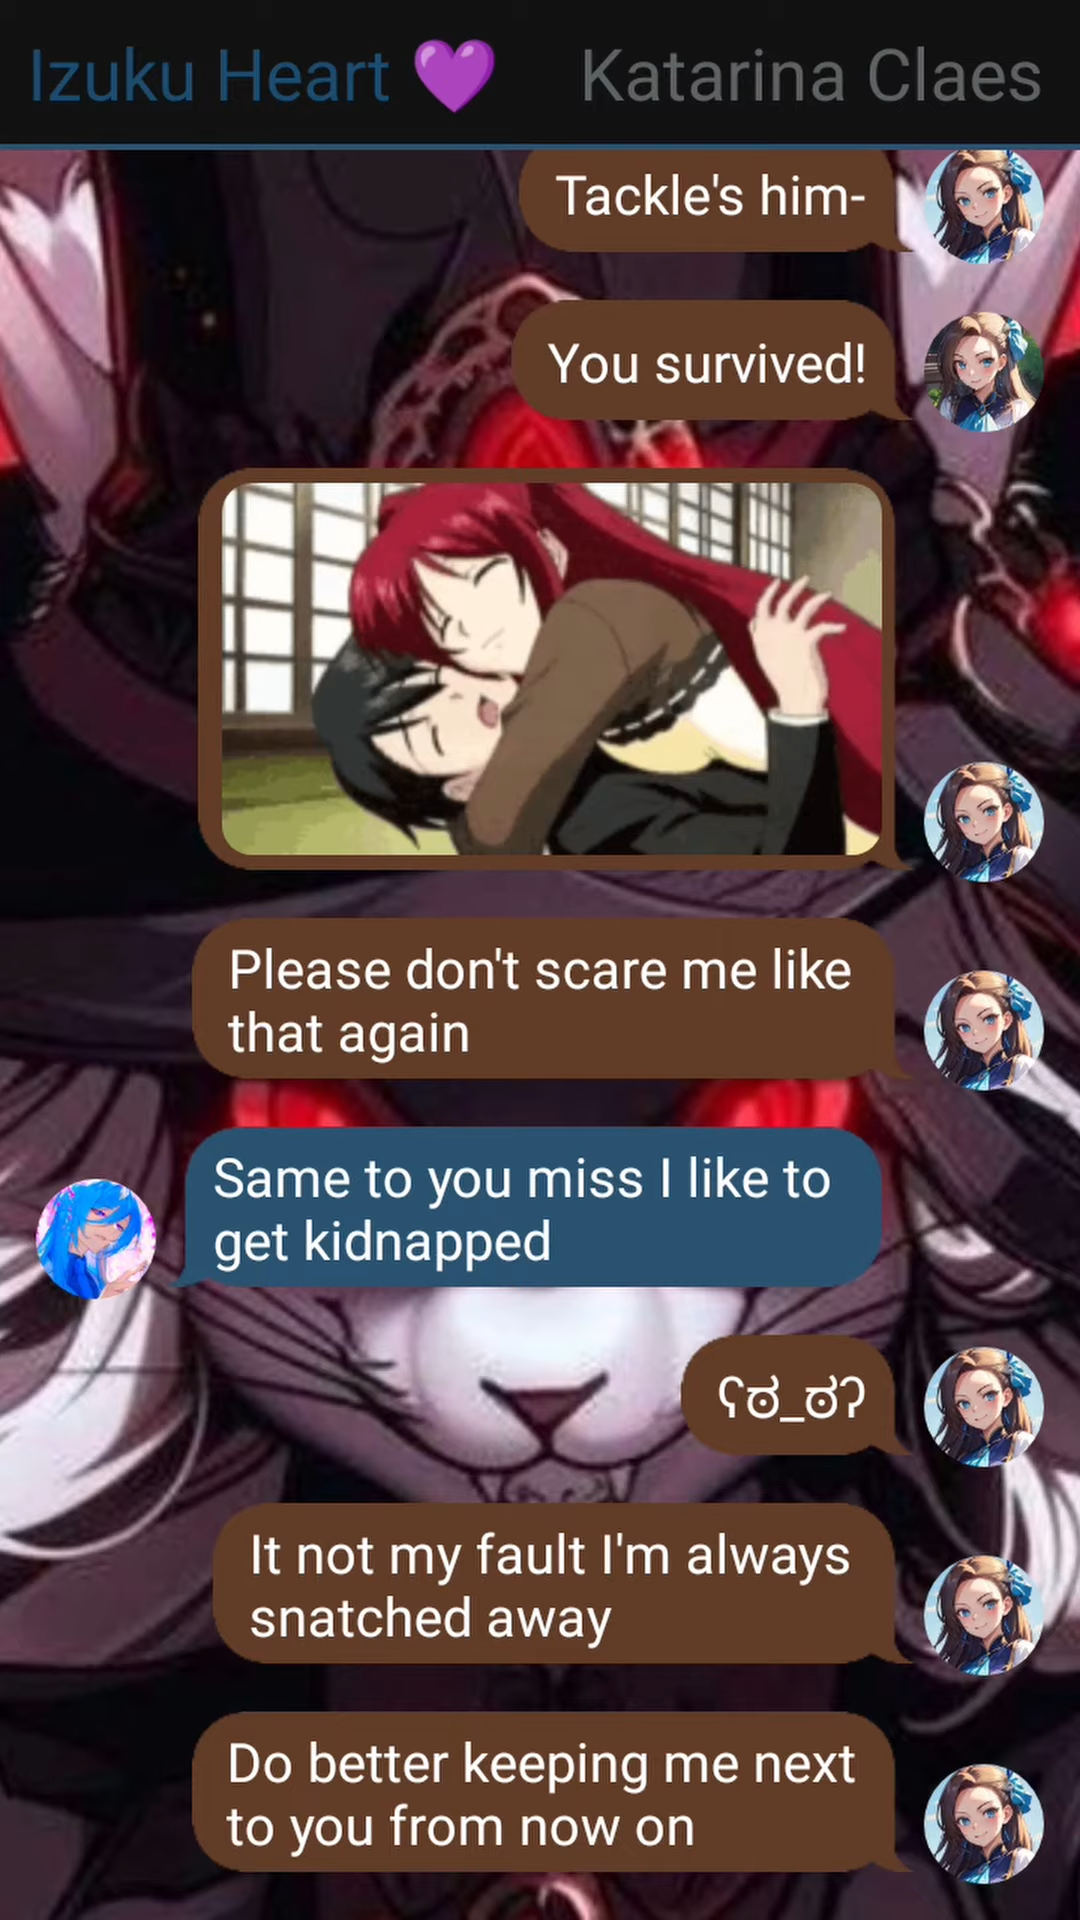 Izuku Heart 💜 Katarina Claes
Tackle's him-
You survived!
Please don't scare me like
that again
Same to you miss I like to
get kidnapped
ʕಠ_ಠʔ
It not my fault I'm always
snatched away
Do better keeping me next
to you from now on